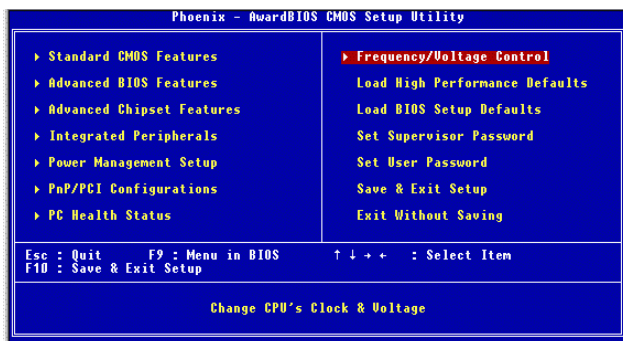 Phoenix - AwardBIOS CMOS Setup Utility
▸ Standard CMOS Features
▸ Advanced BIOS Features
▸ Advanced Chipset Features
▸ Integrated Peripherals
▸ Power Management Setup
▸ PnP/PCI Configurations
▸ PC Health Status
▸ Frequency/Voltage Control
Load High Performance Defaults
Load BIOS Setup Defaults
Set Supervisor Password
Set User Password
Save & Exit Setup
Exit Without Saving
Esc : Quit F9 : Menu in BIOS ↑ ↓ → ← : Select Item
F10 : Save & Exit Setup
Change CPU's Clock & Voltage